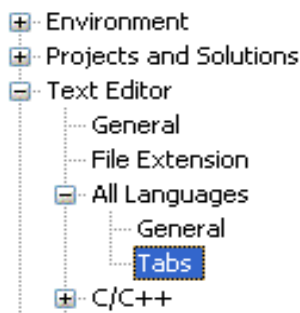 Environment
Projects and Solutions
Text Editor
General
File Extension
All Languages
General
Tabs
C/C++